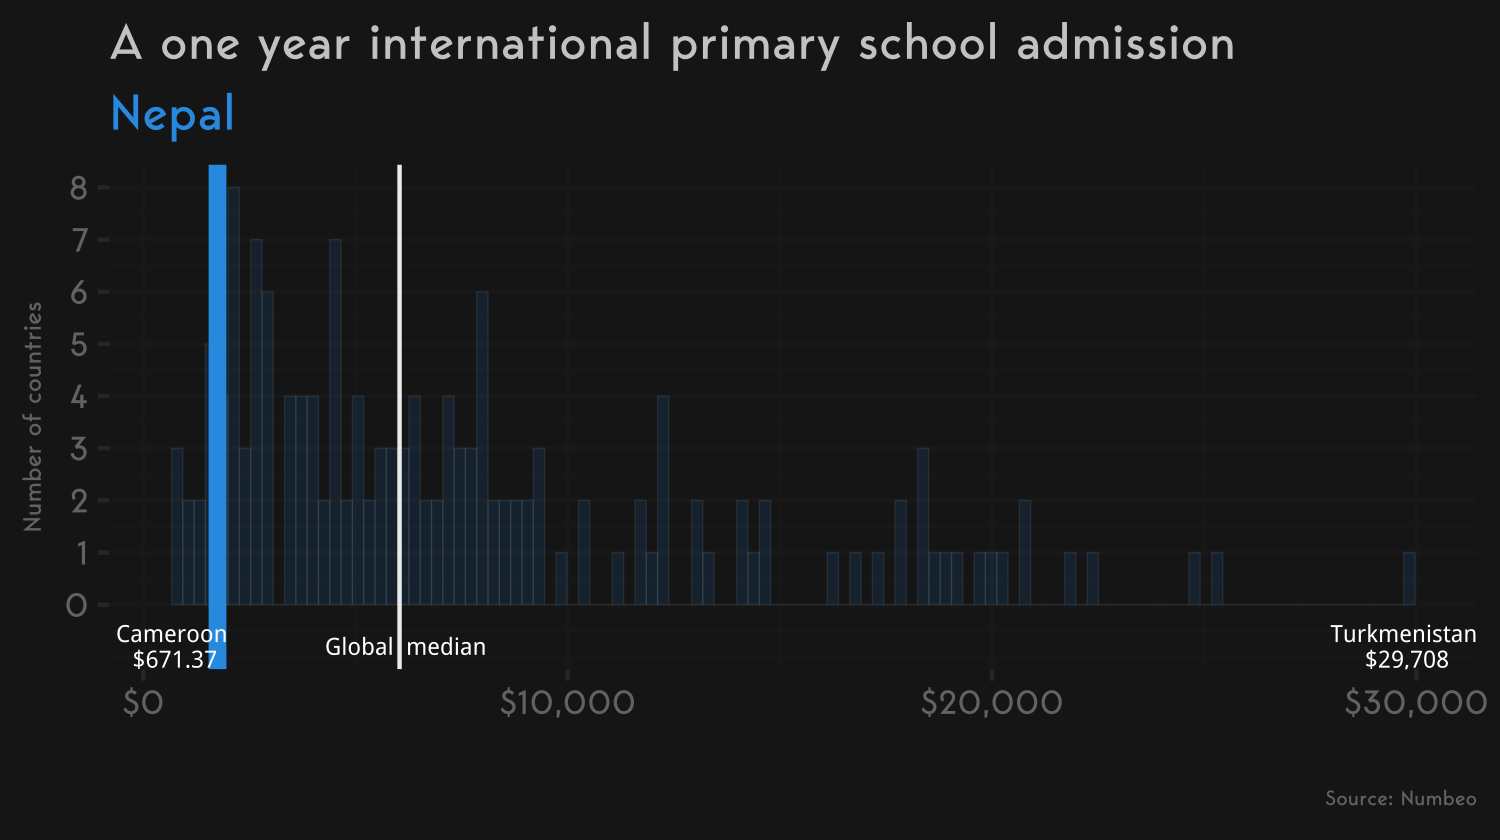 A one year international primary school admission
Nepal
Number of countries
8
7
6
5
4
3
2
1
0
Cameroon
$671.37
Global median
Turkmenistan
$29,708
$0 $10,000 $20,000 $30,000
Source: Numbeo